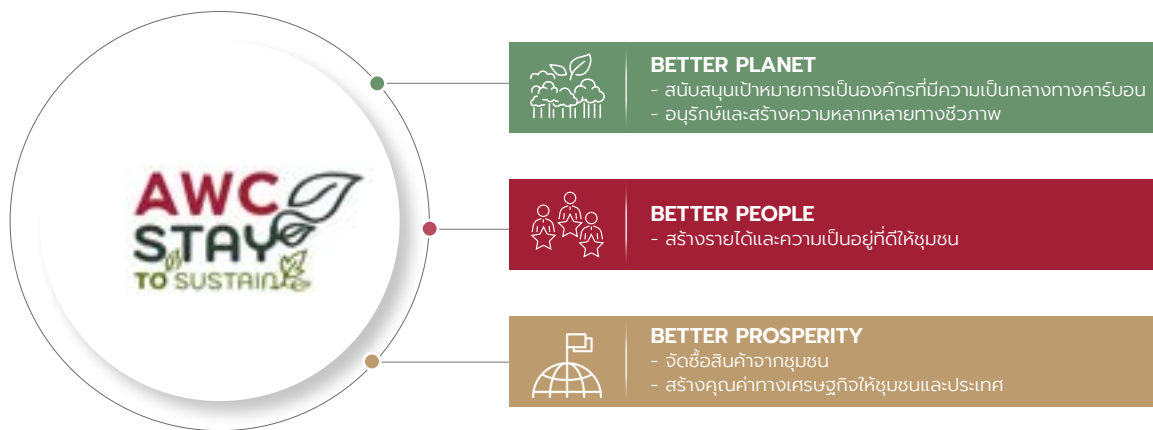 AWC
STAY
TO SUSTAIN
BETTER PLANET
- สนับสนุนเป้าหมายการเป็นองค์กรที่มีความเป็นกลางทางคาร์บอน
- อนุรักษ์และสร้างความหลากหลายทางชีวภาพ
BETTER PEOPLE
- สร้างรายได้และความเป็นอยู่ที่ดีให้ชุมชน
BETTER PROSPERITY
- จัดซื้อสินค้าจากชุมชน
- สร้างคุณค่าทางเศรษฐกิจให้ชุมชนและประเทศ